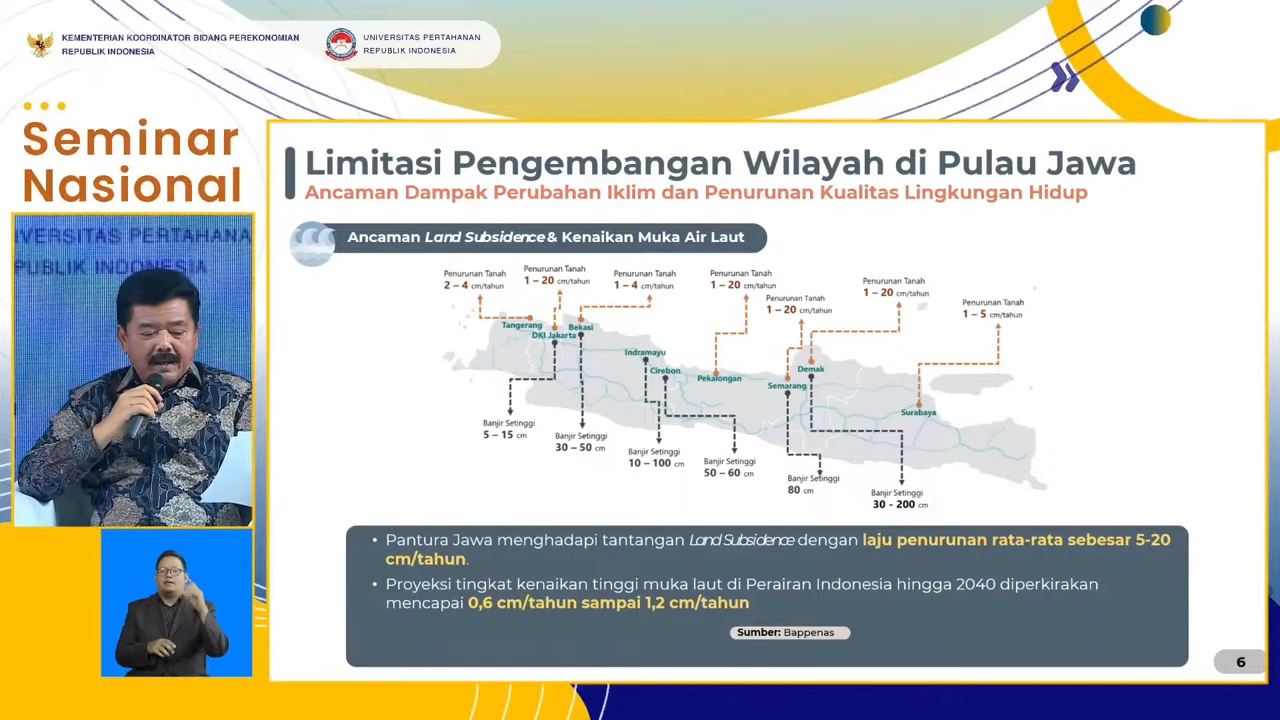 KEMENTERIAN KOORDINATOR BIDANG PEREKONOMIAN
REPUBLIK INDONESIA
UNIVERSITAS PERTAHANAN
REPUBLIK INDONESIA
Seminar
Nasional
IVERSITAS PERTAHANA
PUBLIK INDONESIA
Limitasi Pengembangan Wilayah di Pulau Jawa
Ancaman Dampak Perubahan Iklim dan Penurunan Kualitas Lingkungan Hidup
Ancaman Land Subsidence & Kenaikan Muka Air Laut
Penurunan Tanah
2 – 4 cm/tahun
Penurunan Tanah
1 – 20 cm/tahun
Penurunan Tanah
1 – 4 cm/tahun
Penurunan Tanah
1 – 20 cm/tahun
Penurunan Tanah
1 – 20 cm/tahun
Penurunan Tanah
1 – 20 cm/tahun
Penurunan Tanah
1 – 5 cm/tahun
Tangerang
DKI Jakarta
Bekasi
Indramayu
Cirebon
Pekalongan
Semarang
Demak
Surabaya
Banjir Setinggi
5 – 15 cm
Banjir Setinggi
30 – 50 cm
Banjir Setinggi
10 – 100 cm
Banjir Setinggi
50 – 60 cm
Banjir Setinggi
80 cm
Banjir Setinggi
30 - 200 cm
• Pantura Jawa menghadapi tantangan Land Subsidence dengan laju penurunan rata-rata sebesar 5-20
cm/tahun.
• Proyeksi tingkat kenaikan tinggi muka laut di Perairan Indonesia hingga 2040 diperkirakan
mencapai 0,6 cm/tahun sampai 1,2 cm/tahun
Sumber: Bappenas
6